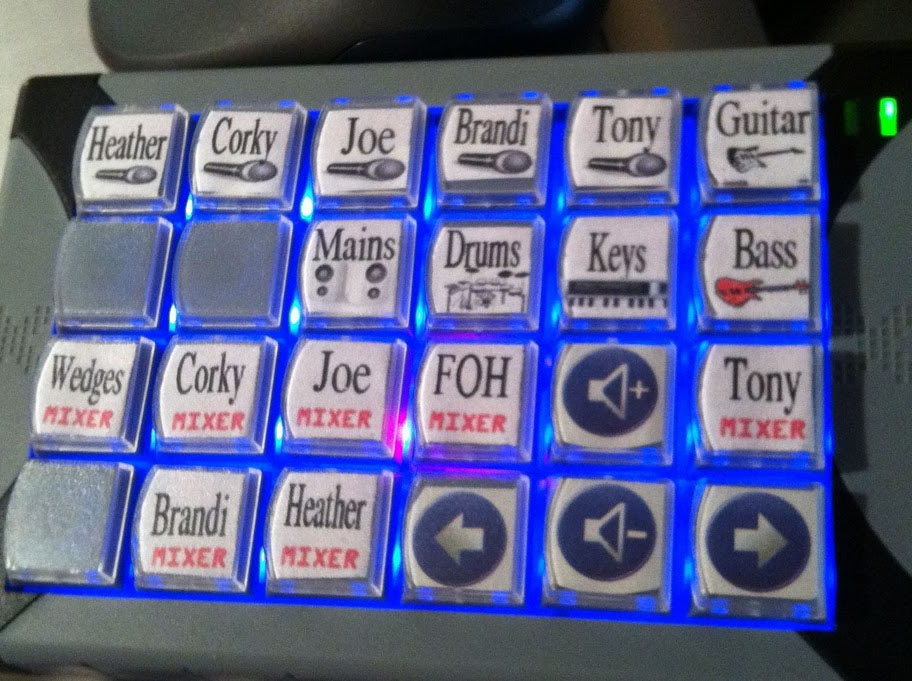 Heather
Corky
Joe
Brandi
Tony
Guitar
Mains
Drums
Keys
Bass
Wedges
MIXER
Corky
MIXER
Joe
MIXER
FOH
MIXER
+
Tony
MIXER
Brandi
MIXER
Heather
MIXER
-